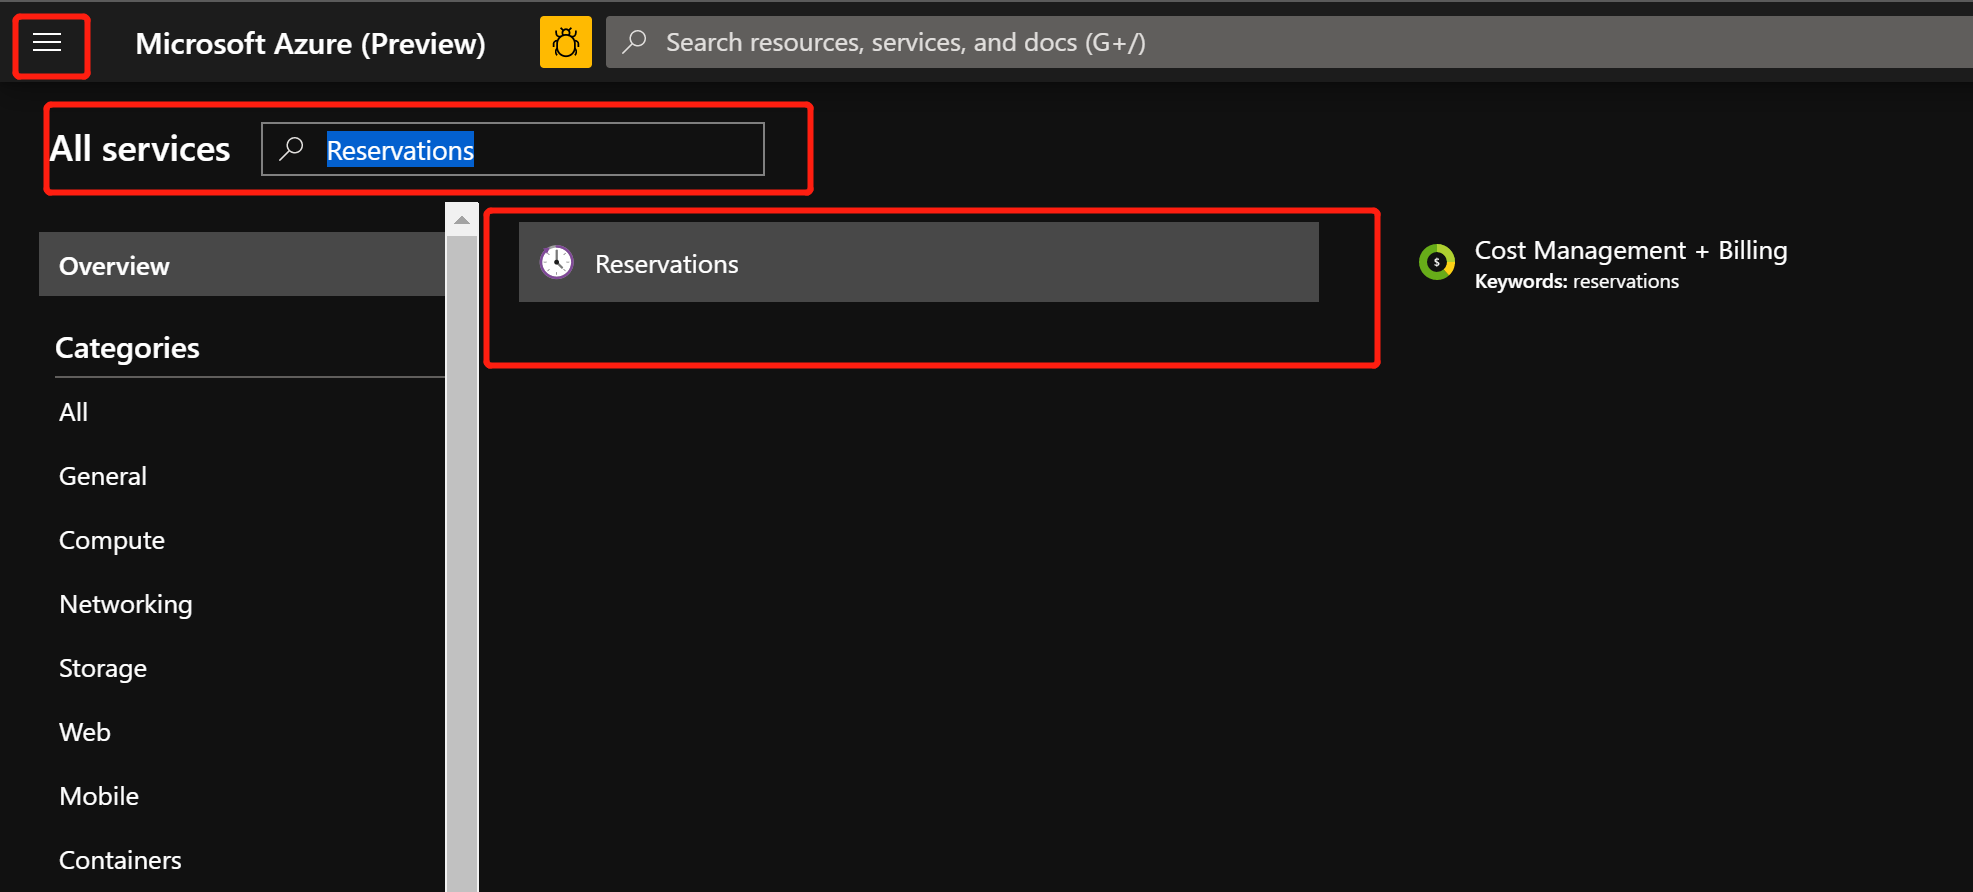 Microsoft Azure (Preview)
Search resources, services, and docs (G+/)
All services
Reservations
Overview
Categories
All
General
Compute
Networking
Storage
Web
Mobile
Containers
Reservations
Cost Management + Billing
$
Keywords: reservations